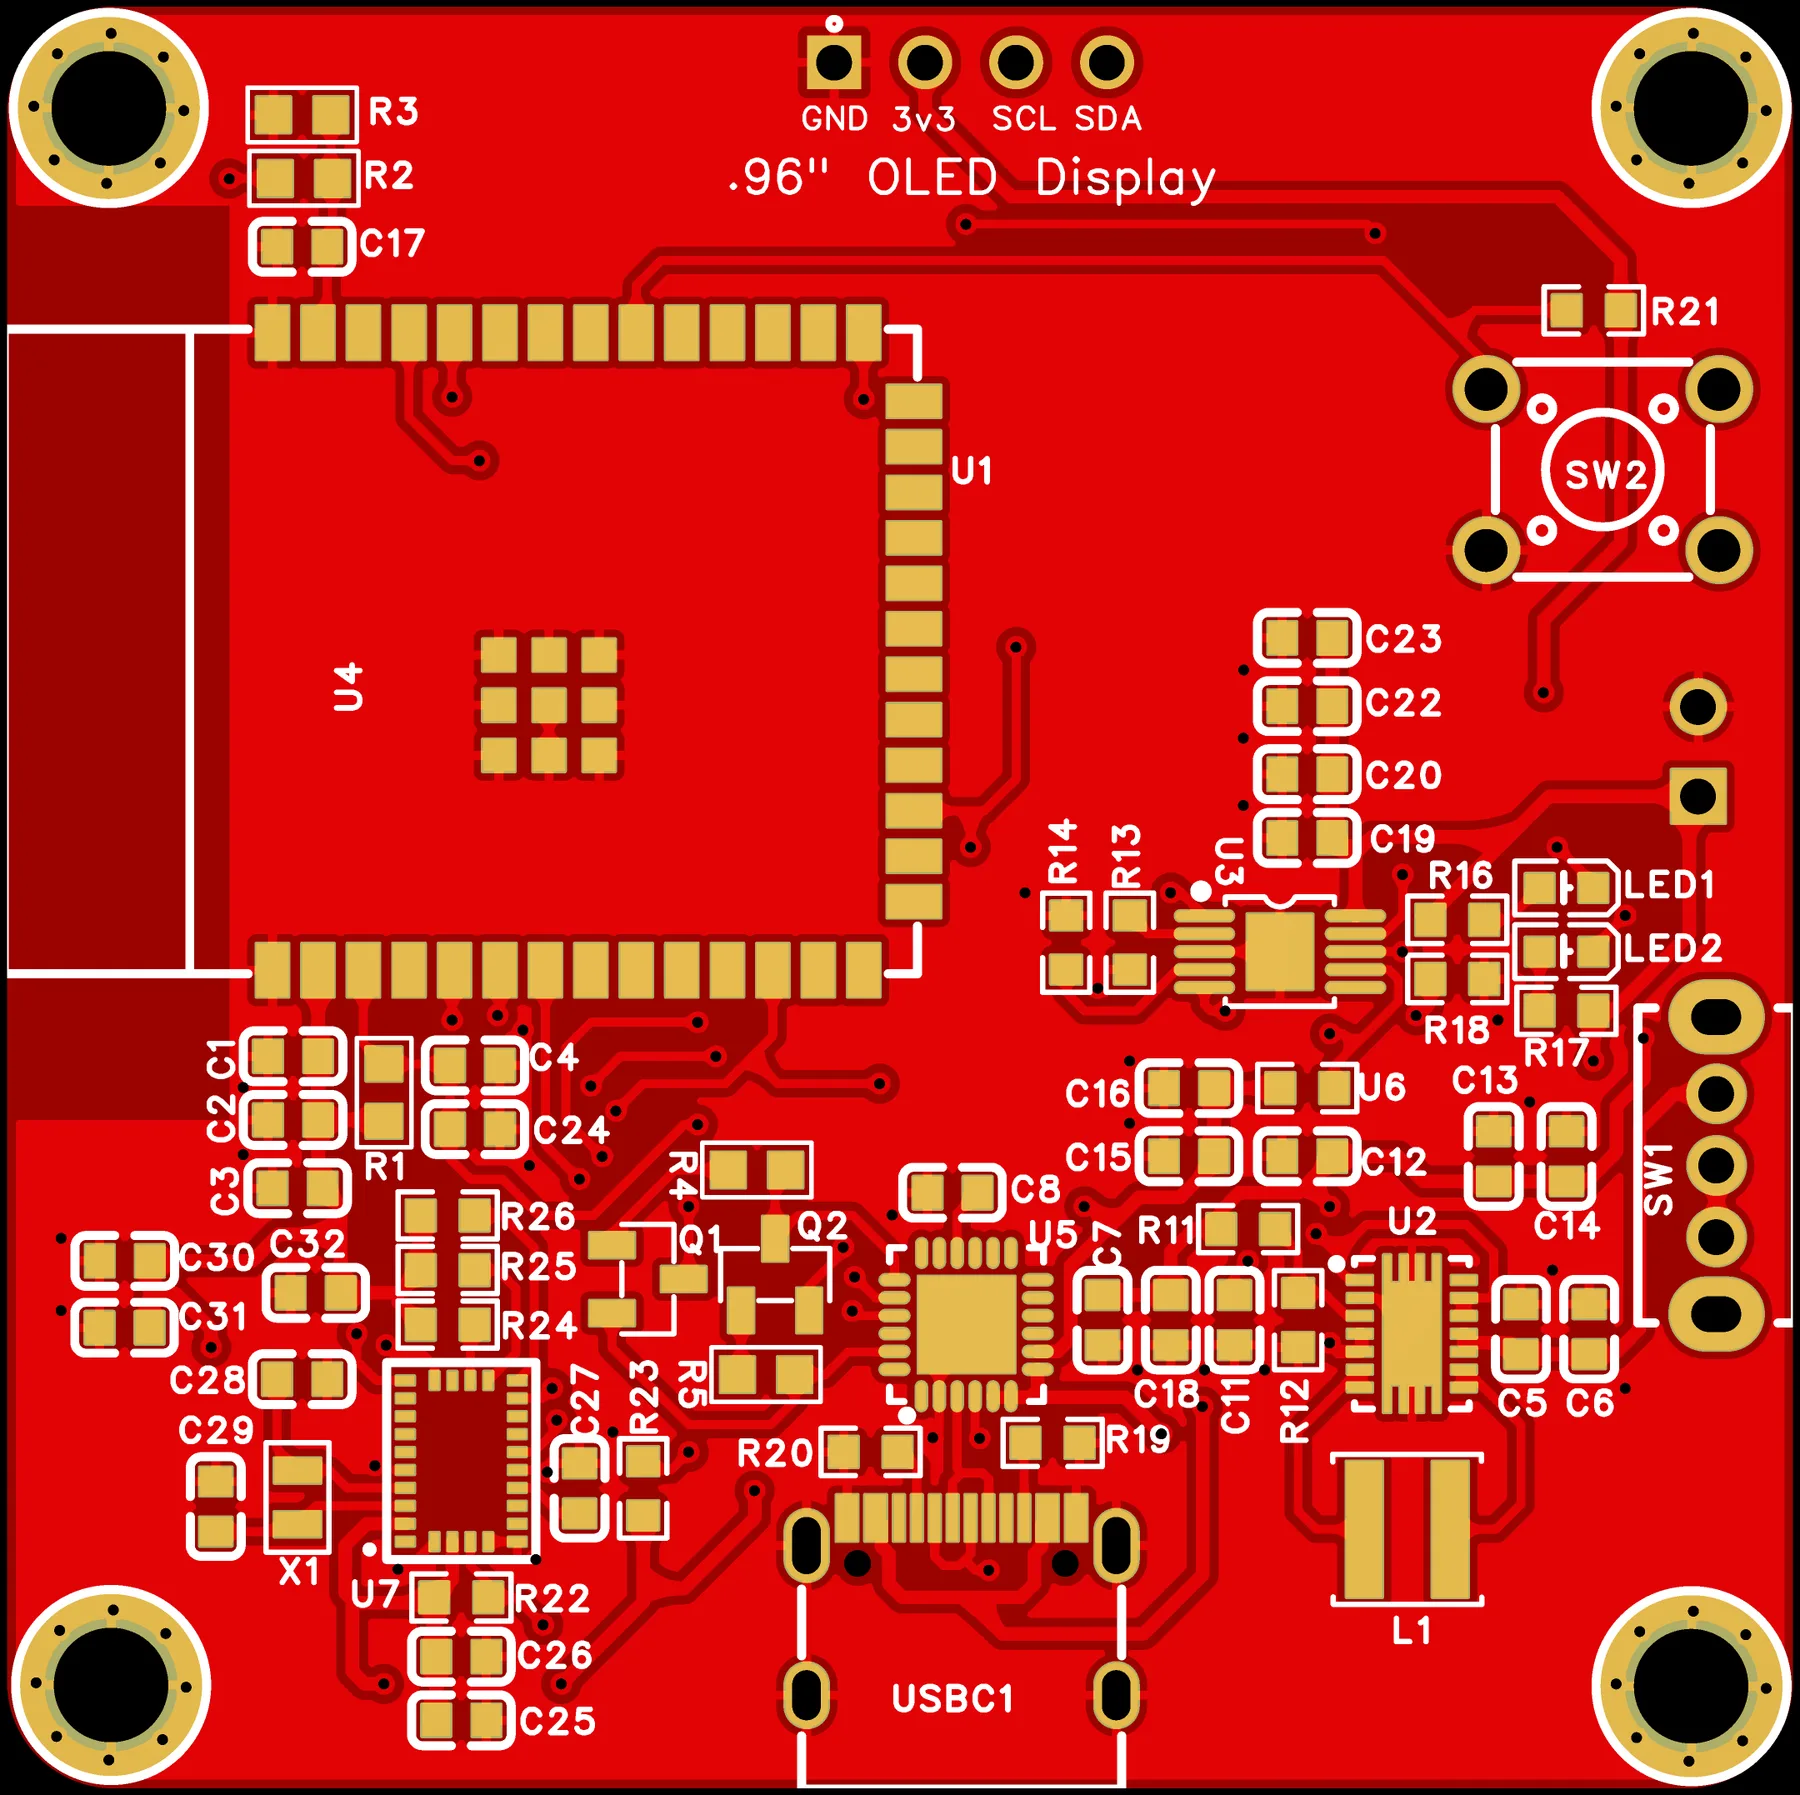 GND 3v3 SCL SDA
.96" OLED Display
R3
R2
C17
R21
U1
SW2
C23
U4
C22
C20
C19
R14
R13
U3
R16
LED1
LED2
R18
R17
C1
C4
C2
C24
R1
C3
C16
U6
C13
C15
C12
SW1
R4
C8
C14
R26
Q1
Q2
U5
C7
R11
U2
C30
C32
R25
C31
R24
C28
C27
R23
R5
C18
C11
R12
C5
C6
C29
R20
R19
X1
U7
R22
C26
C25
USBC1
L1